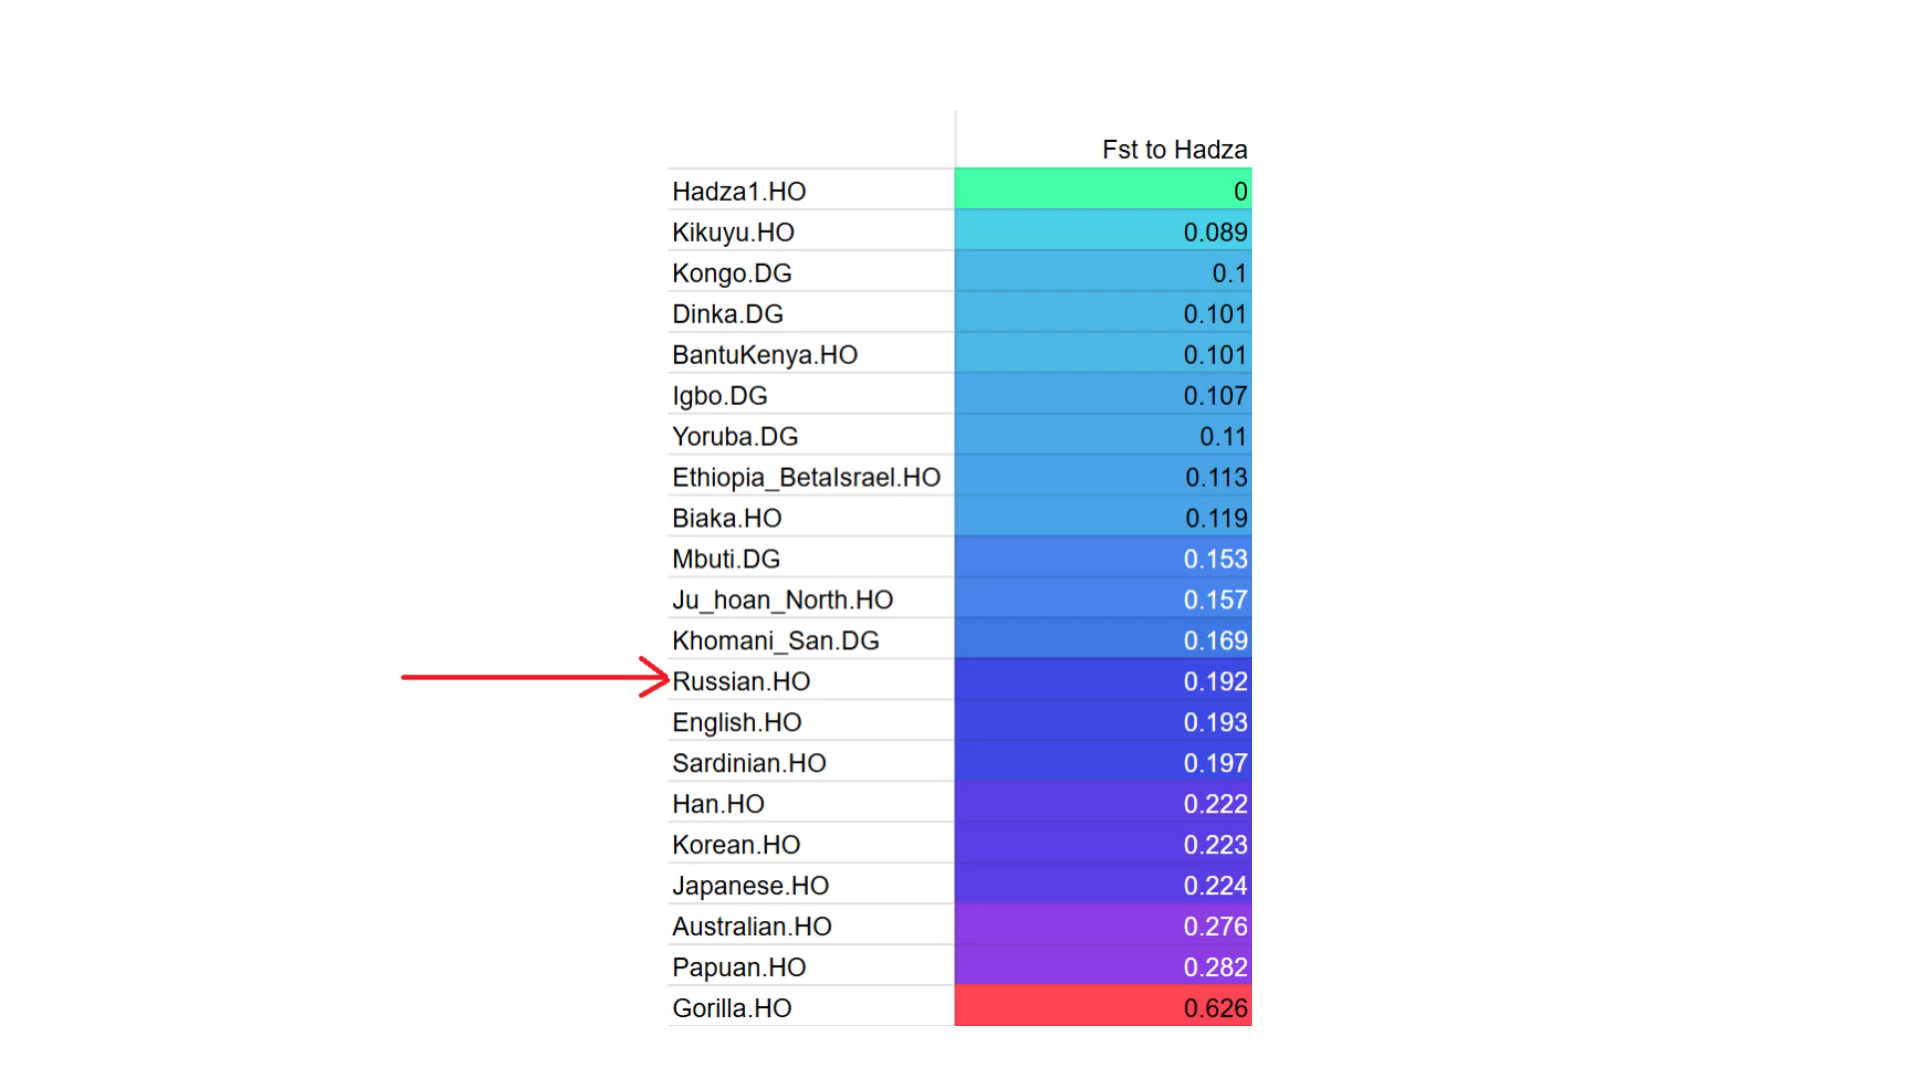 Fst to Hadza
Hadza1.HO 0
Kikuyu.HO 0.089
Kongo.DG 0.1
Dinka.DG 0.101
BantuKenya.HO 0.101
Igbo.DG 0.107
Yoruba.DG 0.11
Ethiopia_BetaIsrael.HO 0.113
Biaka.HO 0.119
Mbuti.DG 0.153
Ju_hoan_North.HO 0.157
Khomani_San.DG 0.169
Russian.HO 0.192
English.HO 0.193
Sardinian.HO 0.197
Han.HO 0.222
Korean.HO 0.223
Japanese.HO 0.224
Australian.HO 0.276
Papuan.HO 0.282
Gorilla.HO 0.626